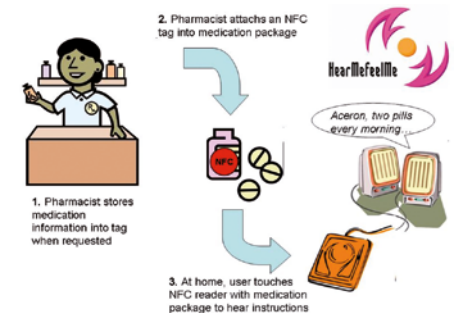 2. Pharmacist attachs an NFC
tag into medication package
HearMeFeelMe
Aceron, two pills
every morning...
NFC
1. Pharmacist stores
medication
information into tag
when requested
3. At home, user touches
NFC reader with medication
package to hear instructions